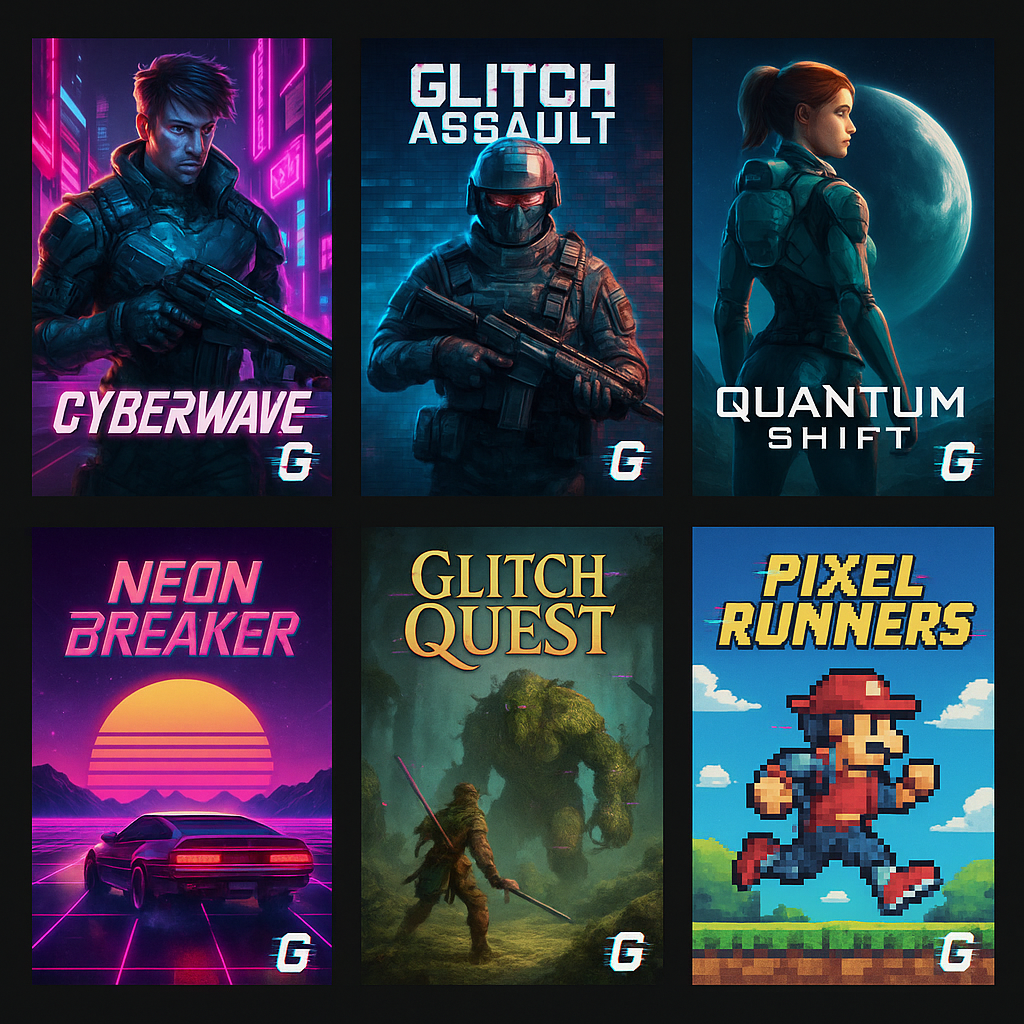 CYBERWAVE
G
GLITCH
ASSAULT
G
QUANTUM
SHIFT
G
NEON
BREAKER
G
GLITCH
QUEST
G
PIXEL
RUNNERS
G